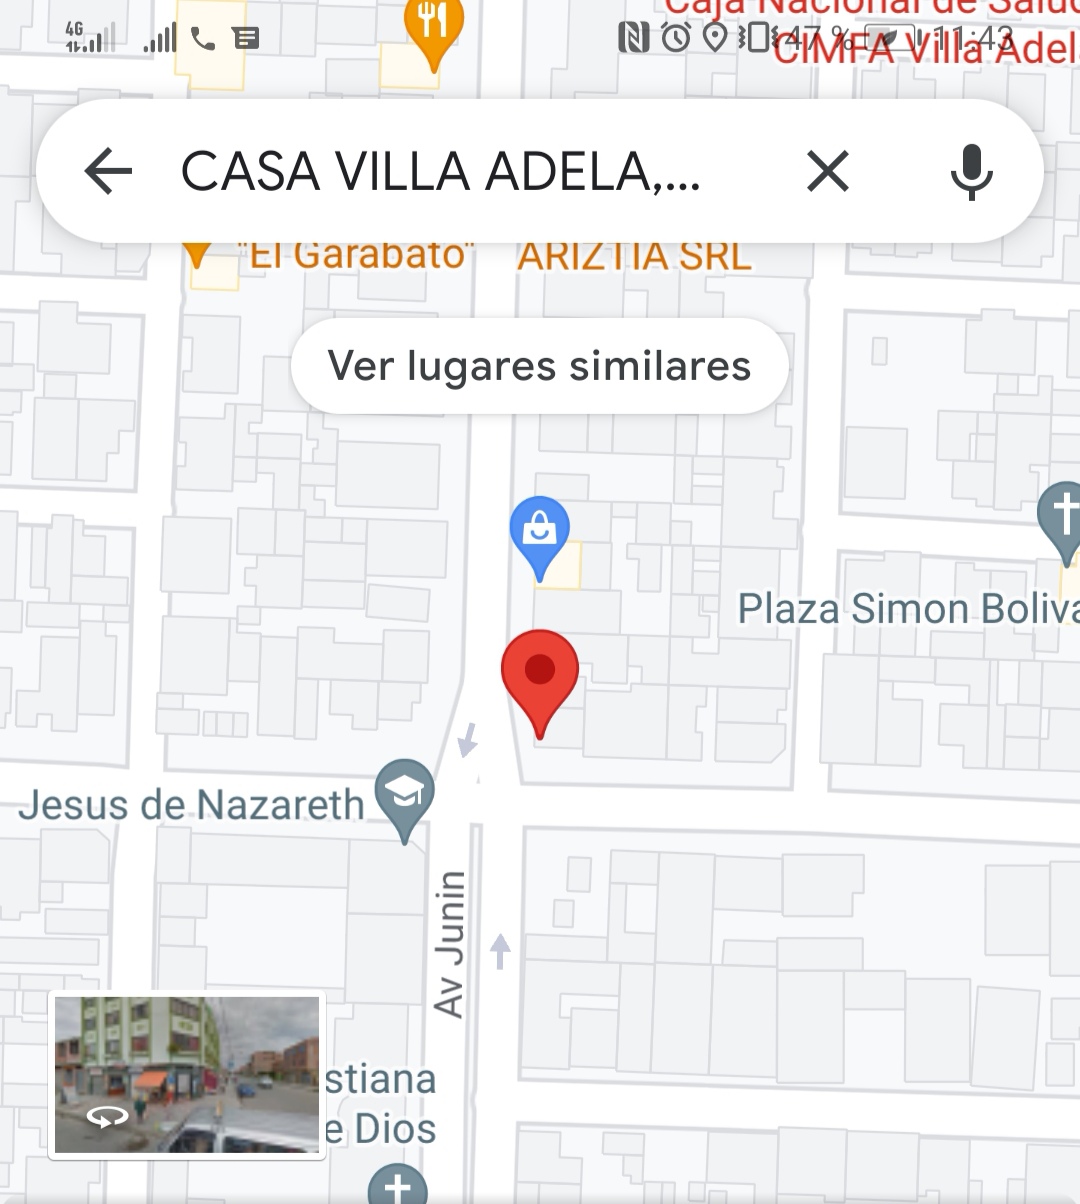 Caja Nacional de Salud
4G
47 %
11:43
CIMFA Villa Adel
CASA VILLA ADELA,...
"El Garabato"
ARIZTIA SRL
Ver lugares similares
Plaza Simon Boliva
Jesus de Nazareth
Av Junin
stiana
e Dios